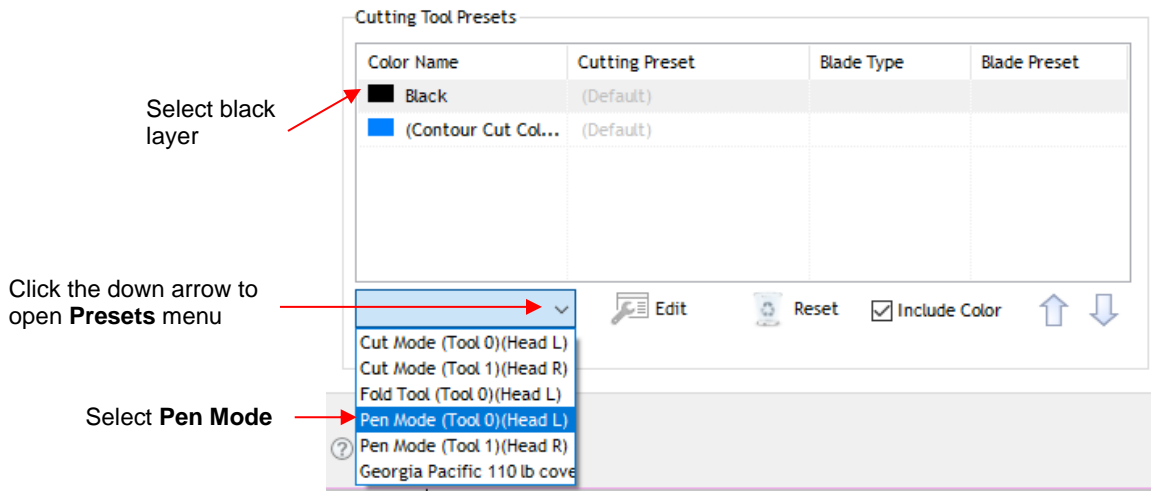 Cutting Tool Presets
Color Name Cutting Preset Blade Type Blade Preset
Select black
layer
Black (Default)
(Contour Cut Col... (Default)
Click the down arrow to
open Presets menu
Edit Reset Include Color
Cut Mode (Tool 0)(Head L)
Cut Mode (Tool 1)(Head R)
Fold Tool (Tool 0)(Head L)
Select Pen Mode
Pen Mode (Tool 0)(Head L)
? Pen Mode (Tool 1)(Head R)
Georgia Pacific 110 lb cove